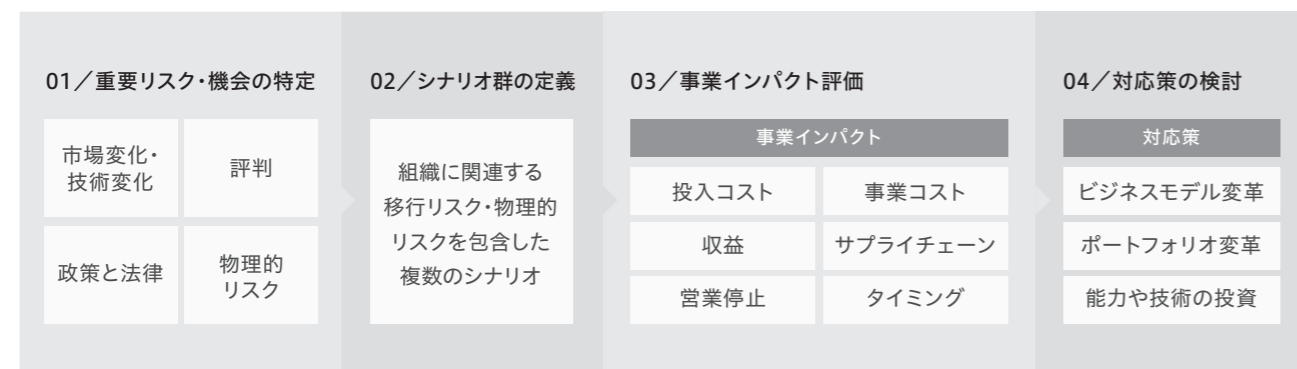 01／重要リスク・機会の特定
市場変化・
技術変化
評判
政策と法律
物理的
リスク
02／シナリオ群の定義
組織に関連する
移行リスク・物理的
リスクを包含した
複数のシナリオ
03／事業インパクト評価
事業インパクト
投入コスト
事業コスト
収益
サプライチェーン
営業停止
タイミング
04／対応策の検討
対応策
ビジネスモデル変革
ポートフォリオ変革
能力や技術の投資